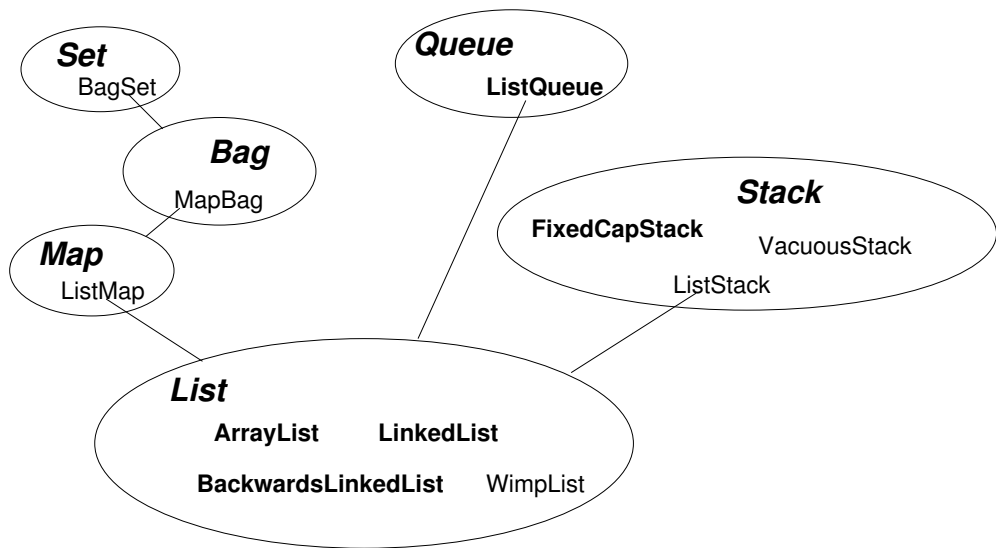 Set
BagSet
Queue
ListQueue
Bag
MapBag
Stack
FixedCapStack
VacuousStack
ListStack
Map
ListMap
List
ArrayList LinkedList
BackwardsLinkedList WimpList